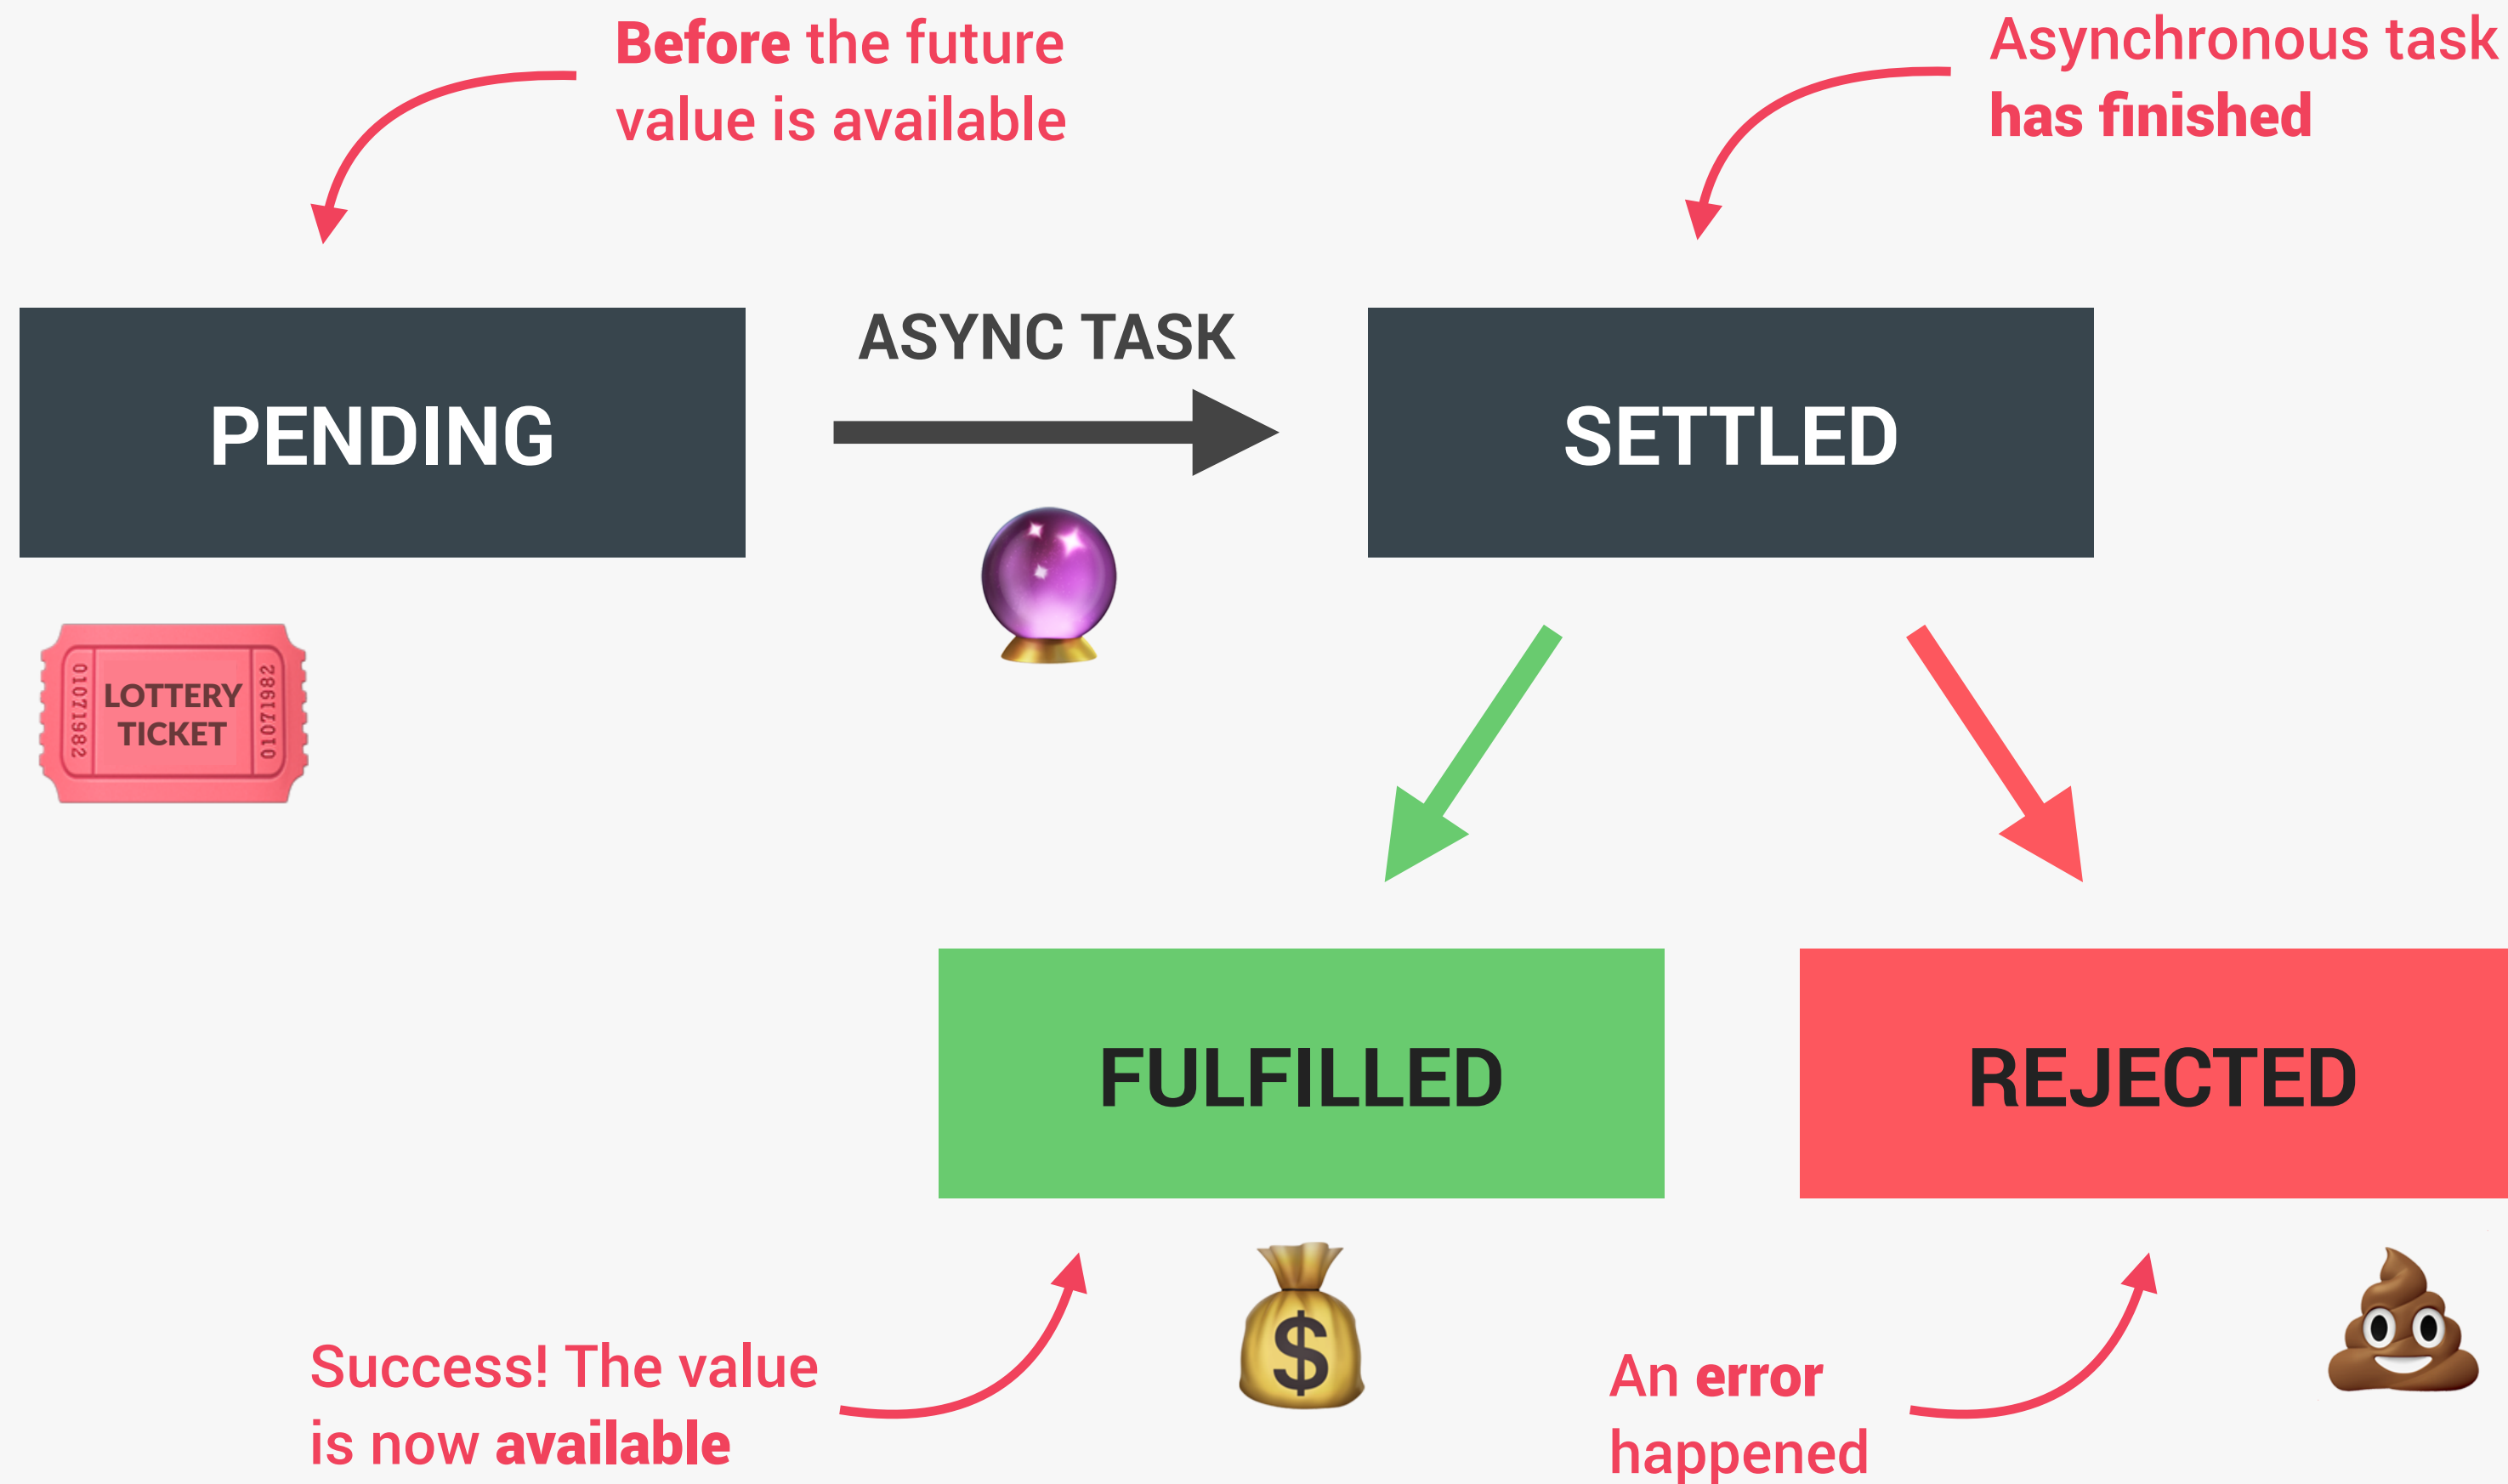 Before the future
value is available
Asynchronous task
has finished
PENDING
ASYNC TASK
SETTLED
01071982
LOTTERY
TICKET
01071982
FULFILLED
REJECTED
$
Success! The value
is now available
An error
happened